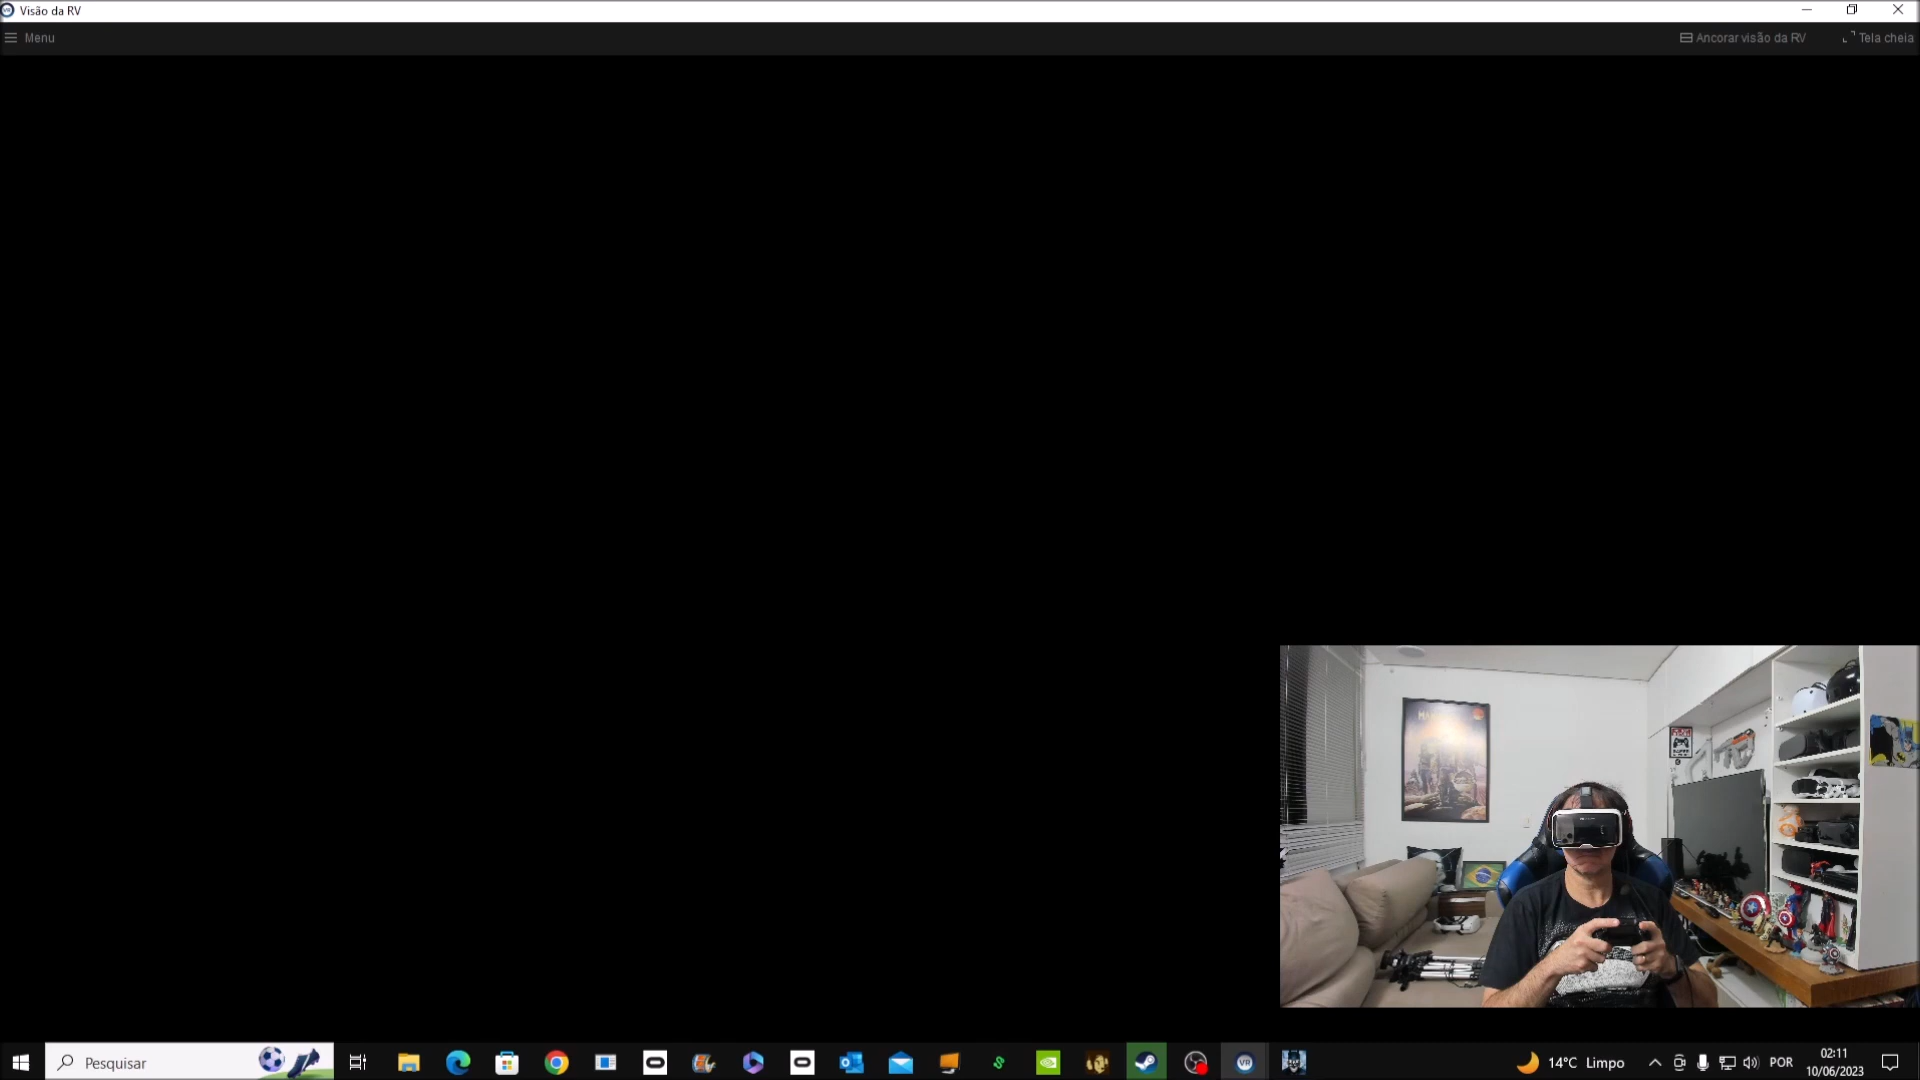 Visão da RV
Menu
Ancorar visão da RV
Tela cheia
Pesquisar
14°C Limpo
POR
02:11
10/06/2023